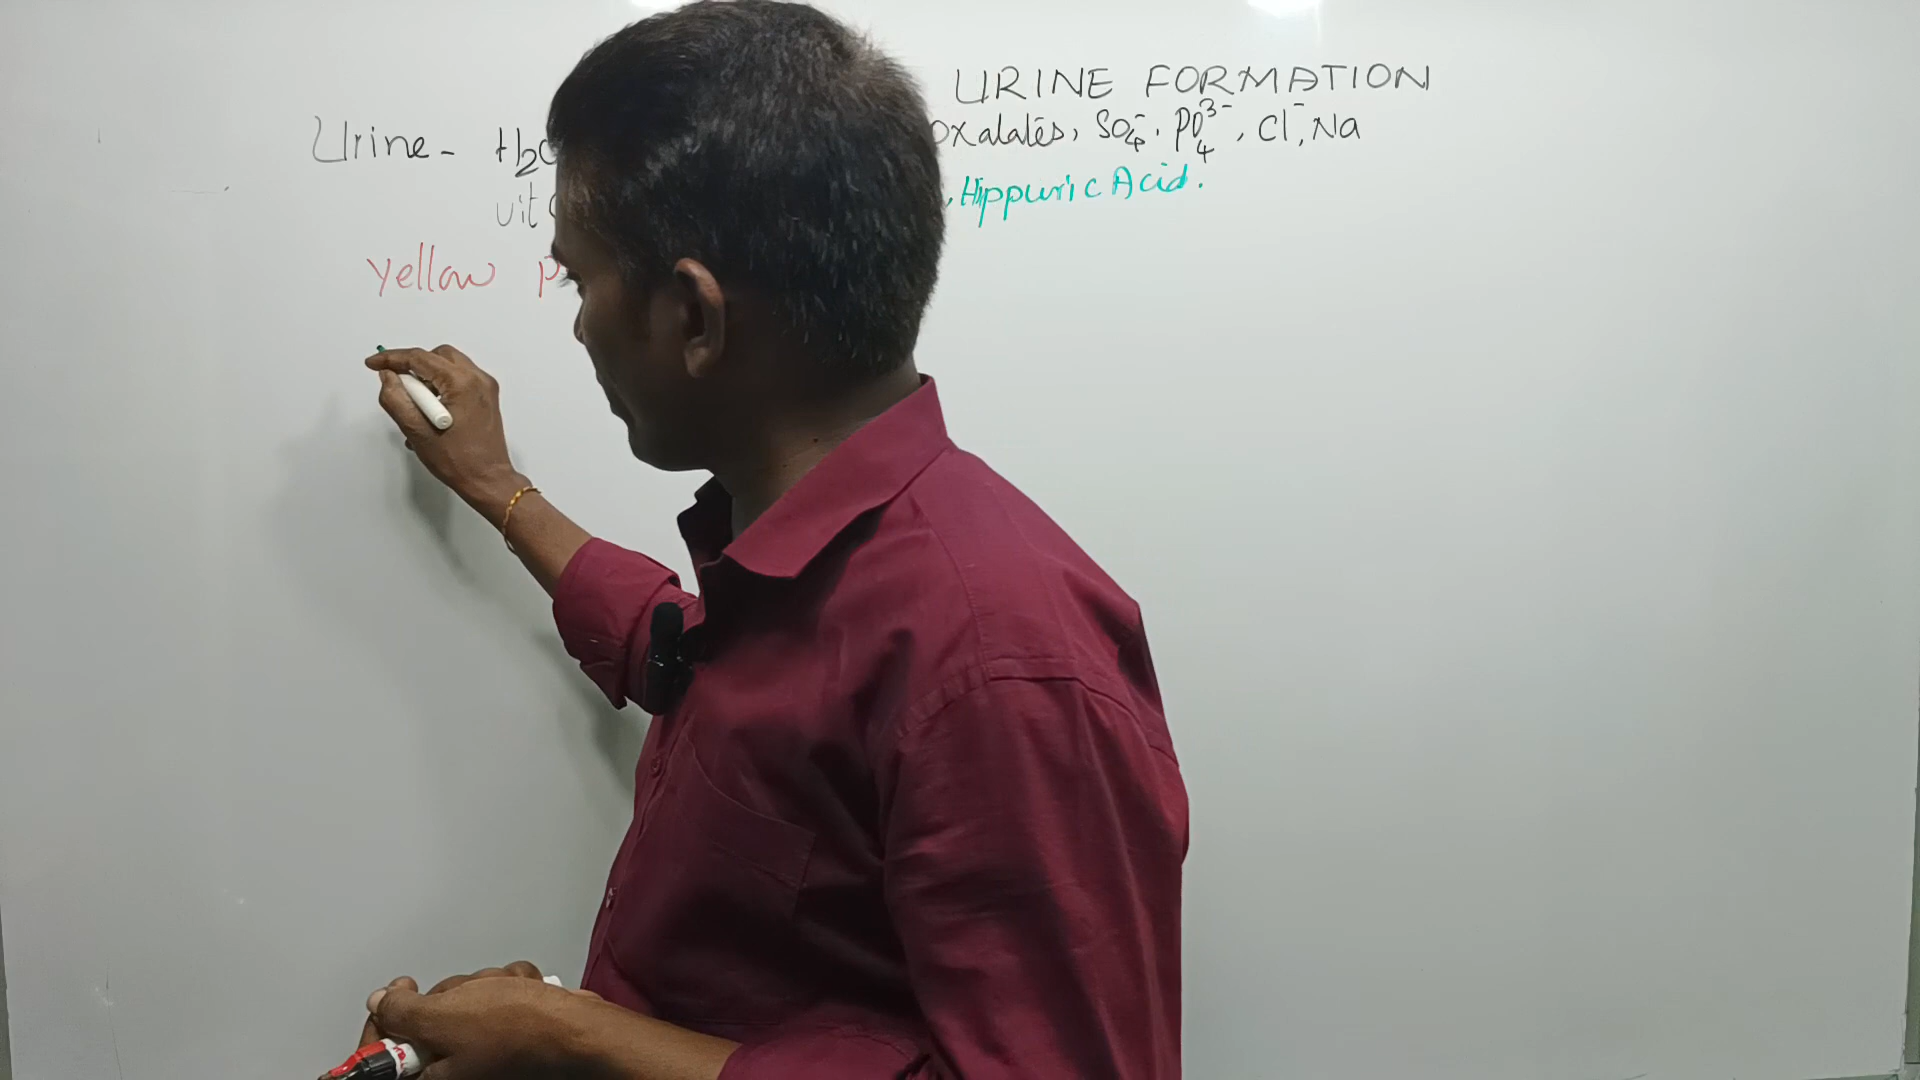 URINE FORMATION
Urine - H₂O oxalates, SO₄⁻, PO₄³⁻, Cl⁻, Na
vit C , Hippuric Acid.
Yellow